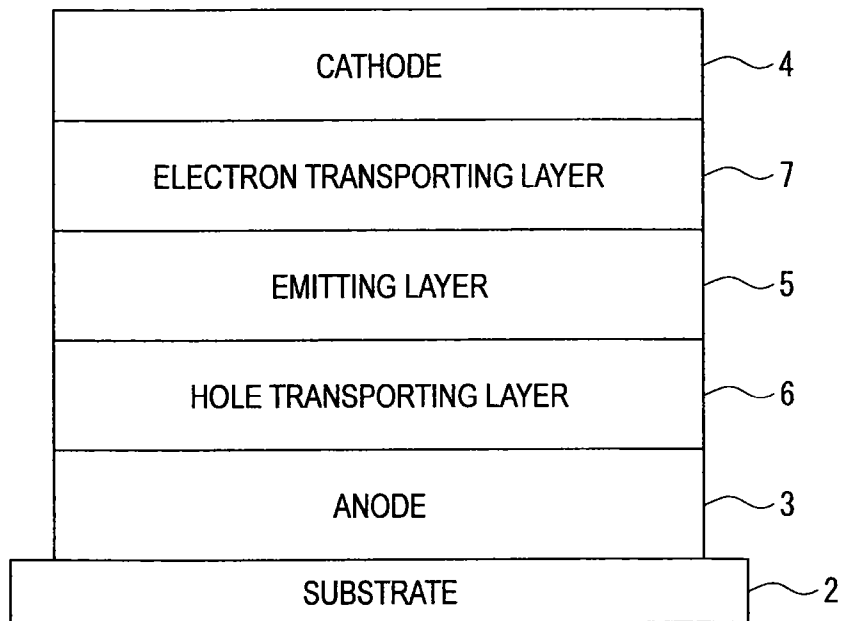 CATHODE 4
ELECTRON TRANSPORTING LAYER 7
EMITTING LAYER 5
HOLE TRANSPORTING LAYER 6
ANODE 3
SUBSTRATE 2